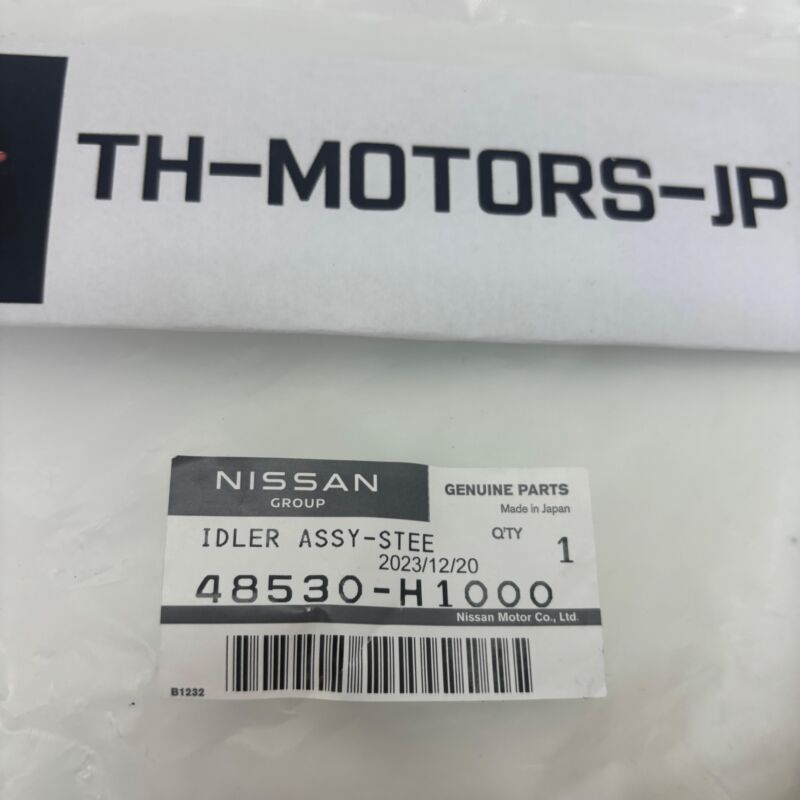 TH-MOTORS-JP
NISSAN
GROUP
GENUINE PARTS
Made in Japan
IDLER ASSY-STEE
Q'TY
1
2023/12/20
48530-H1000
Nissan Motor Co., Ltd.
B1232